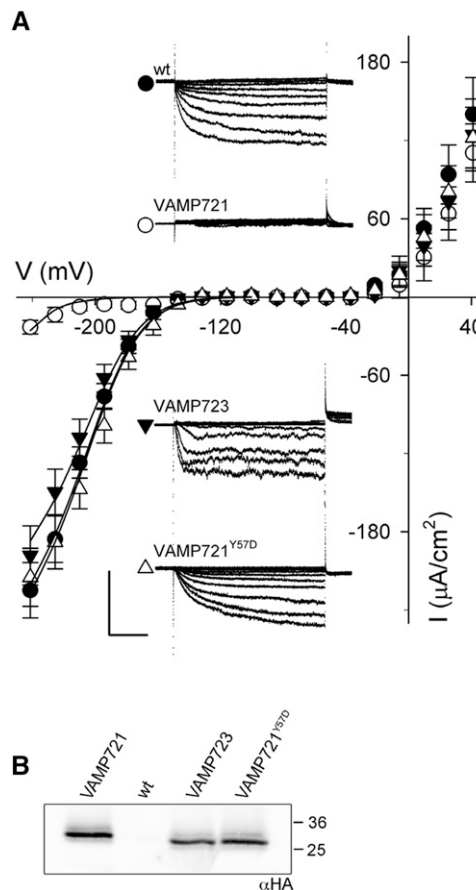 A
wt
180
VAMP721
60
V (mV)
-200
-120
-40
40
-60
VAMP723
-180
VAMP721Y57D
I (µA/cm2)
B
VAMP721
wt
VAMP723
VAMP721Y57D
36
25
αHA